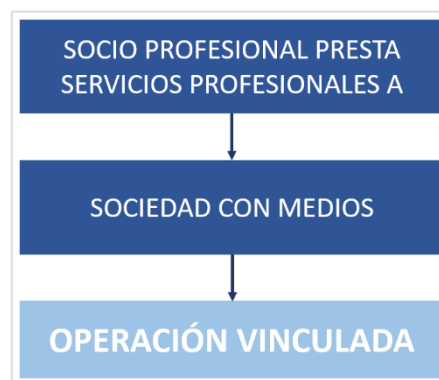 SOCIO PROFESIONAL PRESTA
SERVICIOS PROFESIONALES A
SOCIEDAD CON MEDIOS
OPERACIÓN VINCULADA